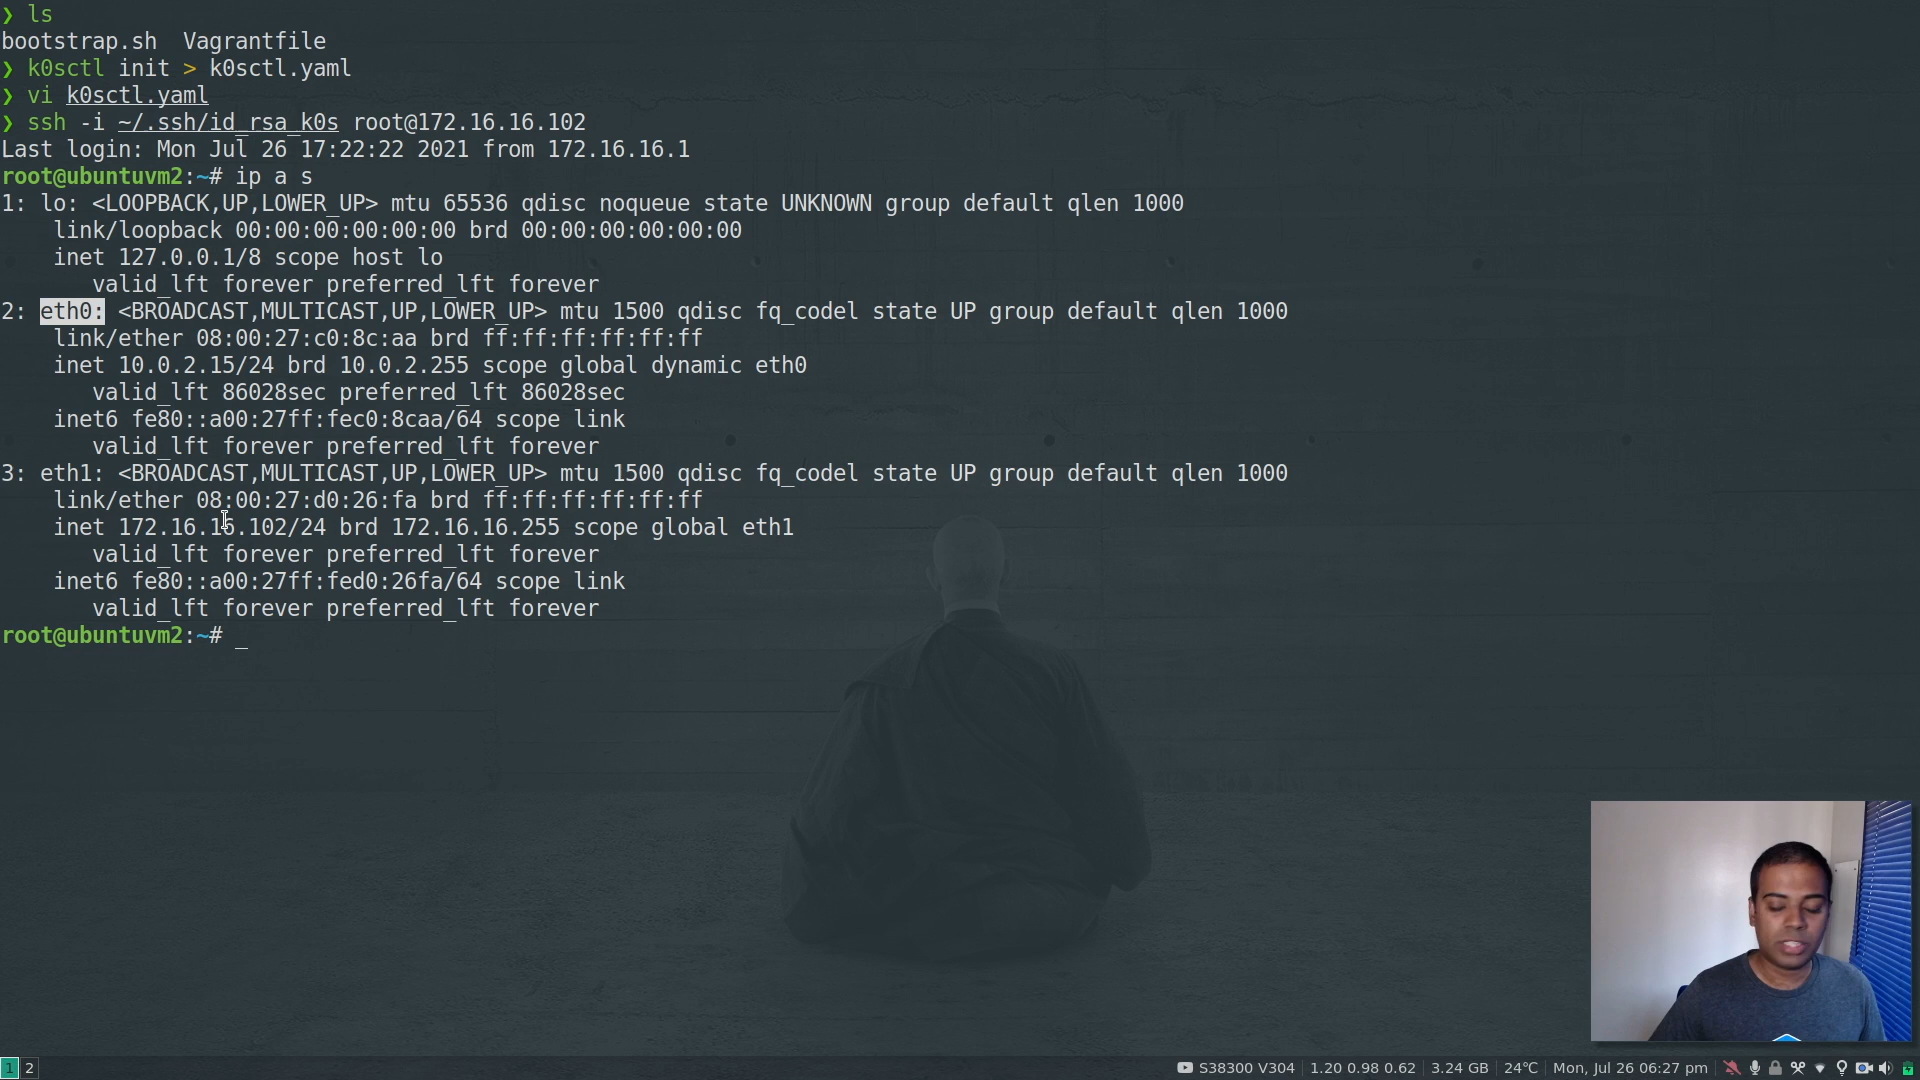 ❯ ls
bootstrap.sh  Vagrantfile
❯ k0sctl init > k0sctl.yaml
❯ vi k0sctl.yaml
❯ ssh -i ~/.ssh/id_rsa_k0s root@172.16.16.102
Last login: Mon Jul 26 17:22:22 2021 from 172.16.16.1
root@ubuntuvm2:~# ip a s
1: lo: <LOOPBACK,UP,LOWER_UP> mtu 65536 qdisc noqueue state UNKNOWN group default qlen 1000
    link/loopback 00:00:00:00:00:00 brd 00:00:00:00:00:00
    inet 127.0.0.1/8 scope host lo
       valid_lft forever preferred_lft forever
2: eth0: <BROADCAST,MULTICAST,UP,LOWER_UP> mtu 1500 qdisc fq_codel state UP group default qlen 1000
    link/ether 08:00:27:c0:8c:aa brd ff:ff:ff:ff:ff:ff
    inet 10.0.2.15/24 brd 10.0.2.255 scope global dynamic eth0
       valid_lft 86028sec preferred_lft 86028sec
    inet6 fe80::a00:27ff:fec0:8caa/64 scope link
       valid_lft forever preferred_lft forever
3: eth1: <BROADCAST,MULTICAST,UP,LOWER_UP> mtu 1500 qdisc fq_codel state UP group default qlen 1000
    link/ether 08:00:27:d0:26:fa brd ff:ff:ff:ff:ff:ff
    inet 172.16.16.102/24 brd 172.16.16.255 scope global eth1
       valid_lft forever preferred_lft forever
    inet6 fe80::a00:27ff:fed0:26fa/64 scope link
       valid_lft forever preferred_lft forever
root@ubuntuvm2:~# _
1 2 S38300 V304 | 1.20 0.98 0.62 | 3.24 GB | 24℃ | Mon, Jul 26 06:27 pm